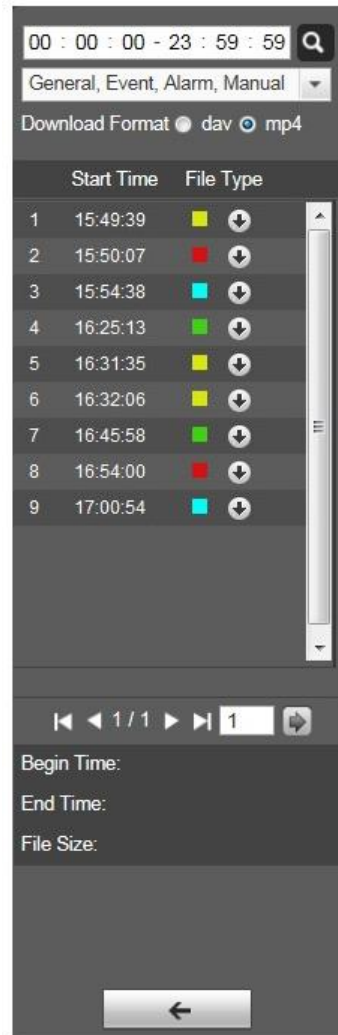 00 : 00 : 00 - 23 : 59 : 59
General, Event, Alarm, Manual
Download Format dav mp4
Start Time File Type
1 15:49:39
2 15:50:07
3 15:54:38
4 16:25:13
5 16:31:35
6 16:32:06
7 16:45:58
8 16:54:00
9 17:00:54
1 / 1 1
Begin Time:
End Time:
File Size: